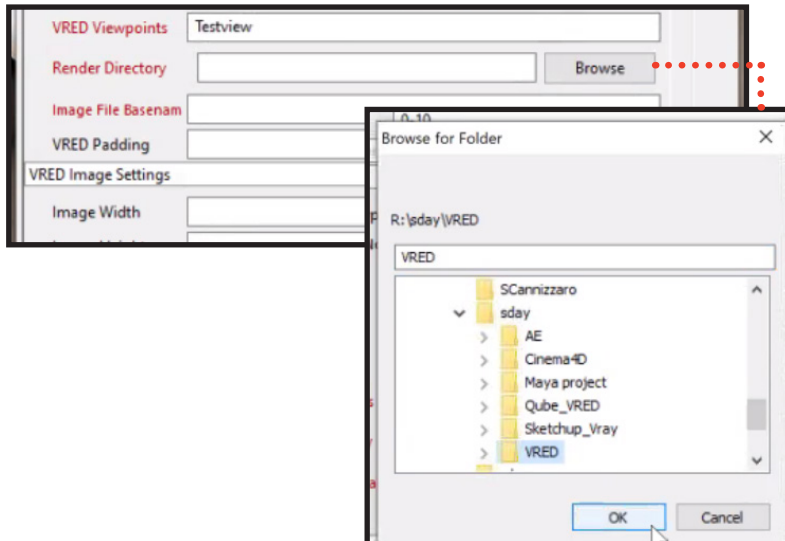 VRED Viewpoints Testview
Render Directory Browse
Image File Basenam
0-10
VRED Padding
VRED Image Settings
Image Width
Browse for Folder
R:\sday\VRED
VRED
SCannizzaro
sday
AE
Cinema4D
Maya project
Qube_VRED
Sketchup_Vray
VRED
OK Cancel